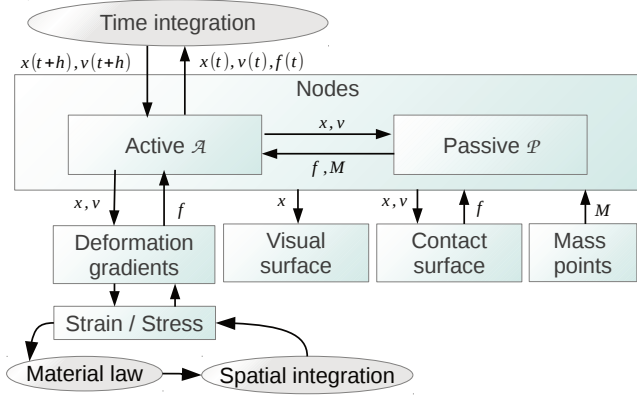 Time integration
x(t+h),v(t+h)
x(t),v(t),f(t)
Nodes
Active 𝒜
x,v
f,M
Passive 𝒫
x,v
f
x
x,v
f
M
Deformation
gradients
Visual
surface
Contact
surface
Mass
points
Strain / Stress
Material law
Spatial integration